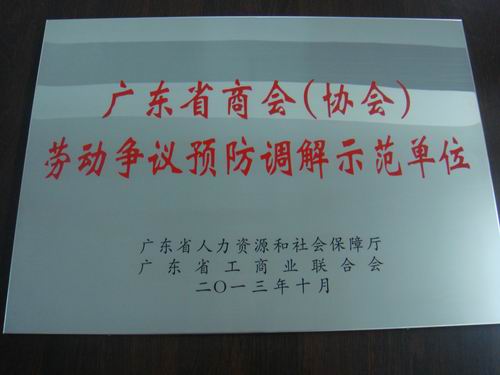 广东省商会(协会)
劳动争议预防调解示范单位
广东省人力资源和社会保障厅
广东省工商业联合会
二〇一三年十月